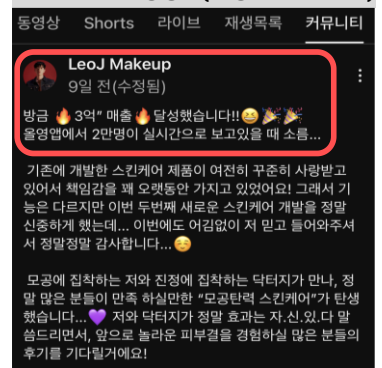 동영상 Shorts 라이브 재생목록 커뮤니티
LeoJ Makeup
9일 전(수정됨)
방금 🔥3억" 매출🔥달성했습니다!!😆🎉🎉
올영앱에서 2만명이 실시간으로 보고있을 때 소름...
기존에 개발한 스킨케어 제품이 여전히 꾸준히 사랑받고
있어서 책임감을 꽤 오랫동안 가지고 있었어요! 그래서 기
능은 다르지만 이번 두번째 새로운 스킨케어 개발을 정말
신중하게 했는데... 이번에도 어김없이 저 믿고 들어와주셔
서 정말정말 감사합니다...☺️
모공에 집착하는 저와 진정에 집착하는 닥터지가 만나, 정
말 많은 분들이 만족 하실만한 "모공탄력 스킨케어"가 탄생
했습니다...💜 저와 닥터지가 정말 효과는 자.신.있.다 말
씀드리면서, 앞으로 놀라운 피부결을 경험하실 많은 분들의
후기를 기다릴거에요!